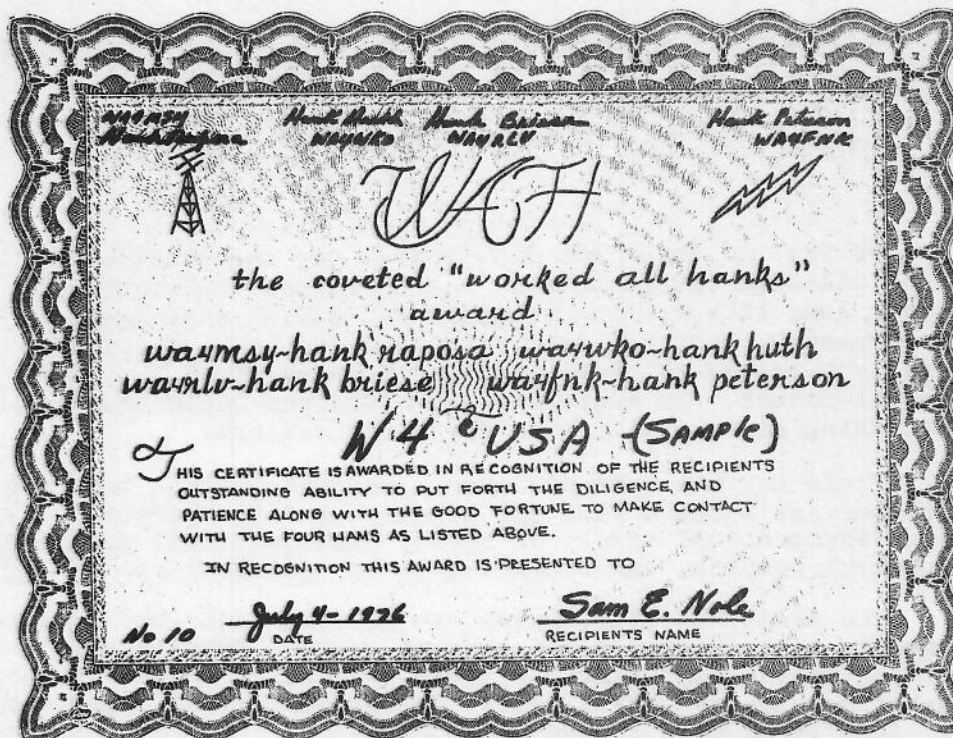 WA4MSY Hank Huth Hank Briese Hank Peterson
Hank Raposa WA4WKO WA4RLV WA4FNK
WAH
the coveted "worked all hanks"
award
wa4msy~hank raposa wa4wko~hank huth
wa4rlv~hank briese wa4fnk~hank peterson
to
W4 USA (SAMPLE)
THIS CERTIFICATE IS AWARDED IN RECOGNITION OF THE RECIPIENTS
OUTSTANDING ABILITY TO PUT FORTH THE DILIGENCE, AND
PATIENCE ALONG WITH THE GOOD FORTUNE TO MAKE CONTACT
WITH THE FOUR HAMS AS LISTED ABOVE.
IN RECOGNITION THIS AWARD IS PRESENTED TO
No 10 July 4-1976 Sam E. Nole
DATE RECIPIENTS NAME